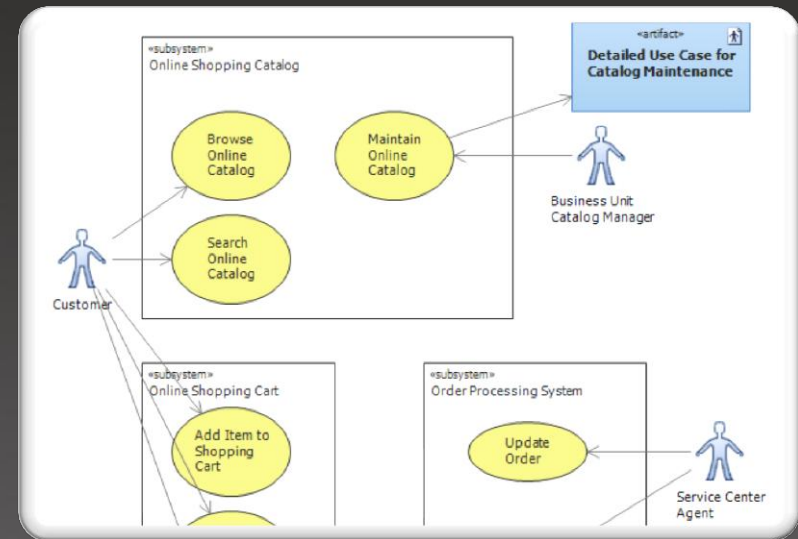 «subsystem»
Online Shopping Catalog
«artifact»
Detailed Use Case for
Catalog Maintenance
Browse
Online
Catalog
Maintain
Online
Catalog
Business Unit
Catalog Manager
Search
Online
Catalog
Customer
«subsystem»
Online Shopping Cart
Add Item to
Shopping
Cart
«subsystem»
Order Processing System
Update
Order
Service Center
Agent